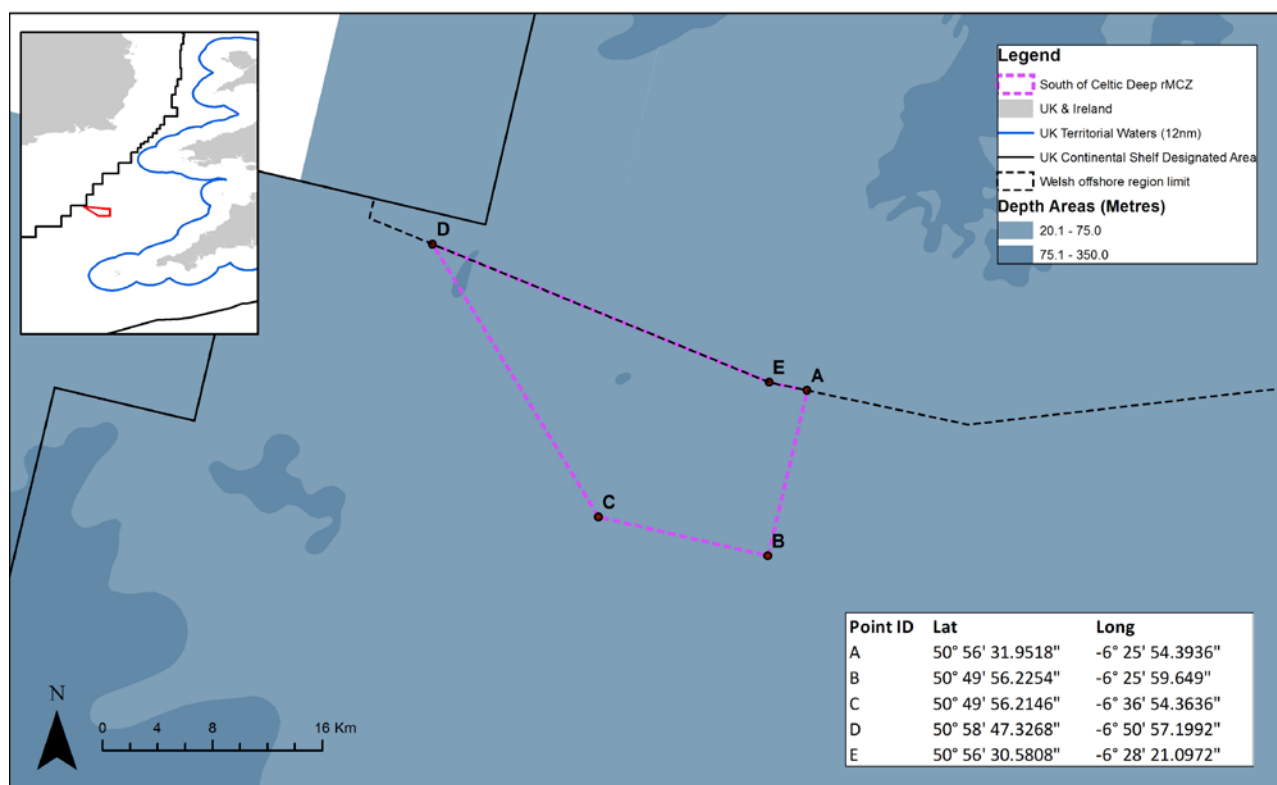 Legend
South of Celtic Deep rMCZ
UK & Ireland
UK Territorial Waters (12nm)
UK Continental Shelf Designated Area
Welsh offshore region limit
Depth Areas (Metres)
20.1 - 75.0
75.1 - 350.0
D
E
A
C
B
N
0 4 8 16 Km
Point ID Lat Long
A 50° 56' 31.9518" -6° 25' 54.3936"
B 50° 49' 56.2254" -6° 25' 59.649"
C 50° 49' 56.2146" -6° 36' 54.3636"
D 50° 58' 47.3268" -6° 50' 57.1992"
E 50° 56' 30.5808" -6° 28' 21.0972"